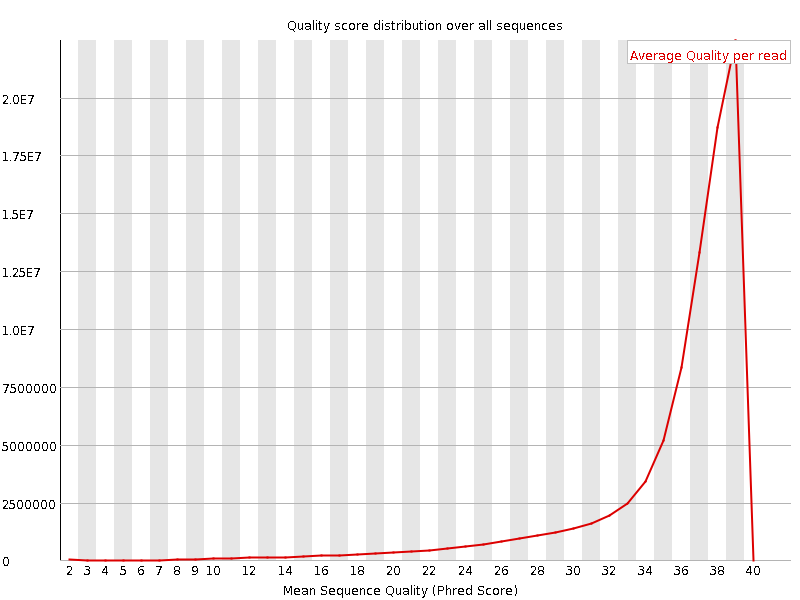 Quality score distribution over all sequences
Average Quality per read
2.0E7
1.75E7
1.5E7
1.25E7
1.0E7
7500000
5000000
2500000
0
2 3 4 5 6 7 8 9 10 12 14 16 18 20 22 24 26 28 30 32 34 36 38 40
Mean Sequence Quality (Phred Score)